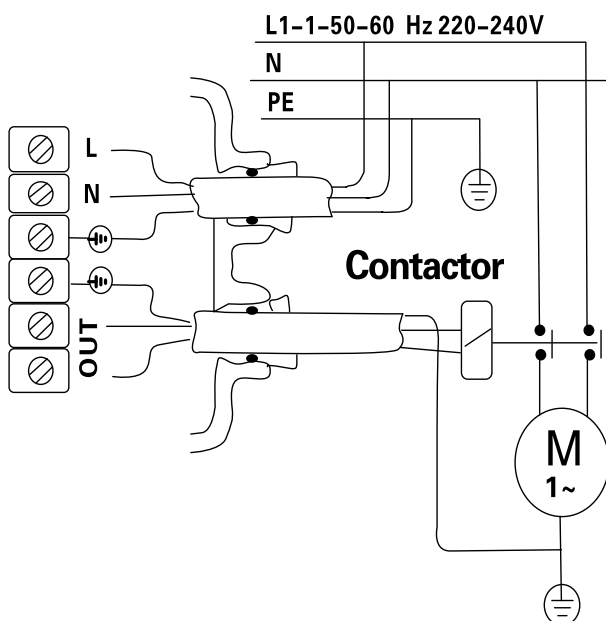 L1-1-50-60 Hz 220-240V
N
PE
L
N
Contactor
OUT
M
1~